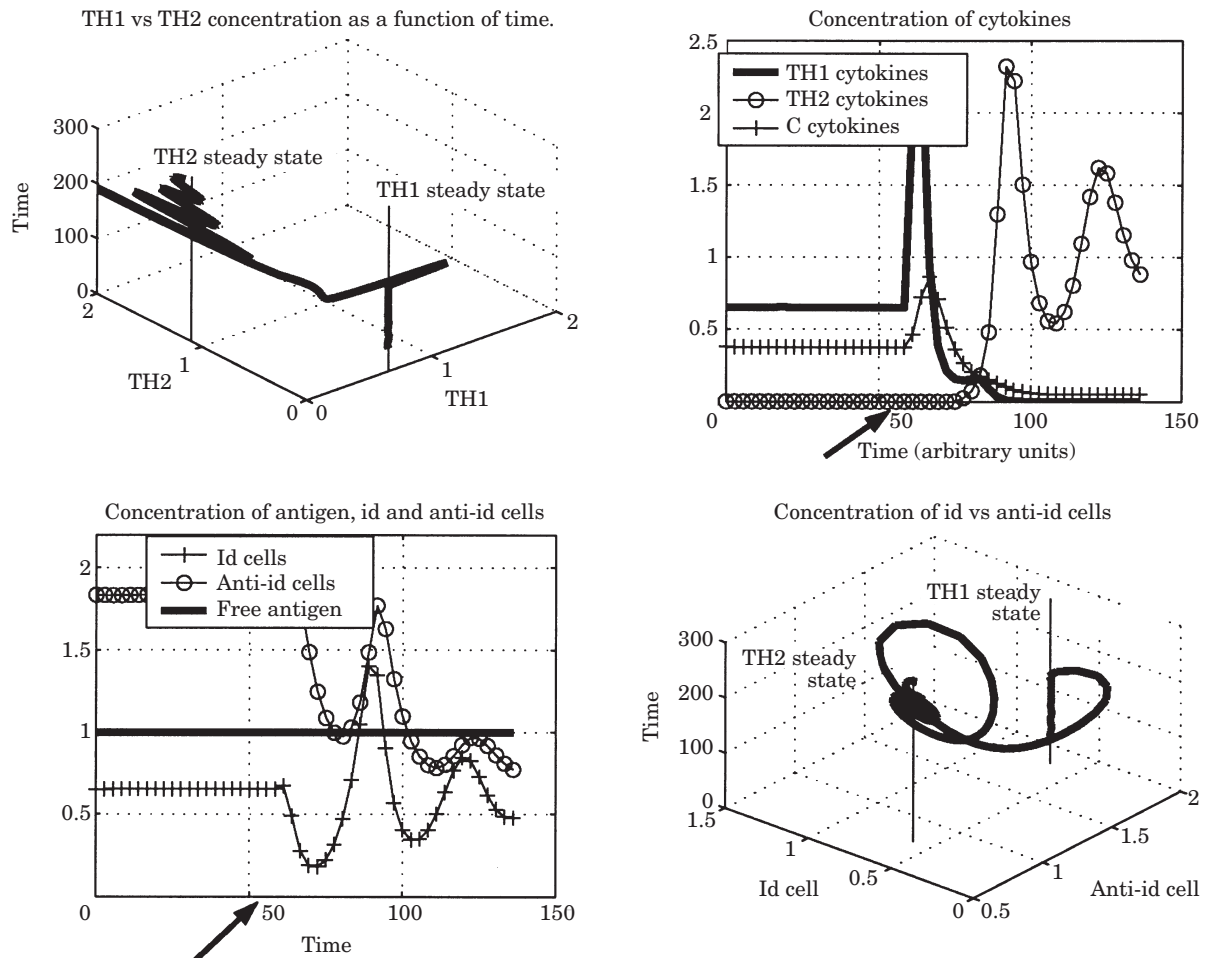 TH1 vs TH2 concentration as a function of time.
300
200
100
0
Time
TH2 steady state
TH1 steady state
2
1
0
TH2
0
1
2
TH1
Concentration of cytokines
2.5
2
1.5
1
0.5
TH1 cytokines
TH2 cytokines
C cytokines
0
50
100
150
Time (arbitrary units)
Concentration of antigen, id and anti-id cells
2
1.5
1
0.5
Id cells
Anti-id cells
Free antigen
0
50
100
150
Time
Concentration of id vs anti-id cells
TH1 steady
state
TH2 steady
state
300
200
100
0
Time
1.5
1
0.5
0
Id cell
0.5
1
1.5
2
Anti-id cell